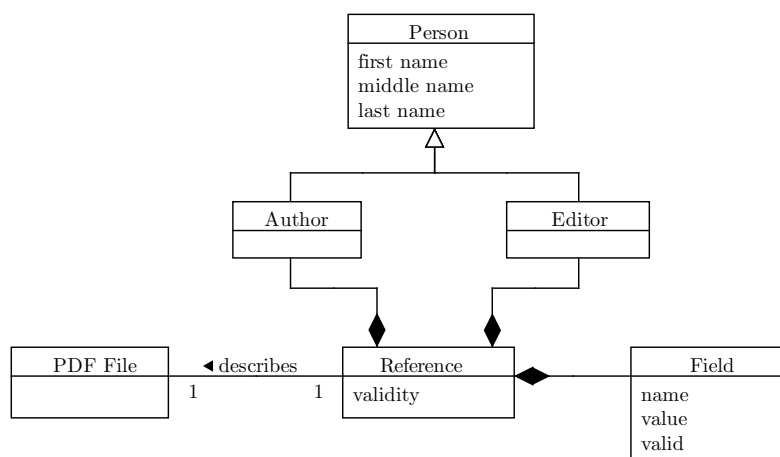 Person
first name
middle name
last name
Author
Editor
PDF File
◄ describes
1
1
Reference
validity
Field
name
value
valid